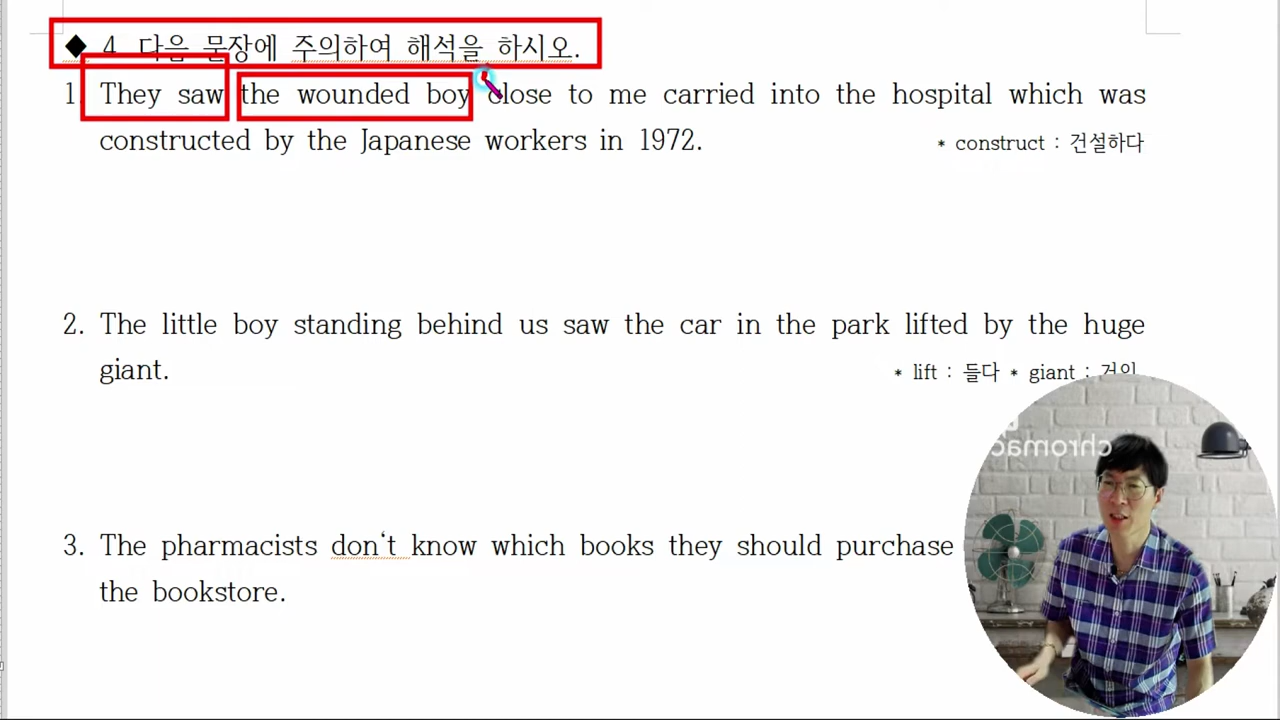 ◆ 4. 다음 문장에 주의하여 해석을 하시오.
1. They saw the wounded boy close to me carried into the hospital which was
constructed by the Japanese workers in 1972. * construct : 건설하다
2. The little boy standing behind us saw the car in the park lifted by the huge
giant. * lift : 들다 * giant : 거인
3. The pharmacists don‘t know which books they should purchase
the bookstore.